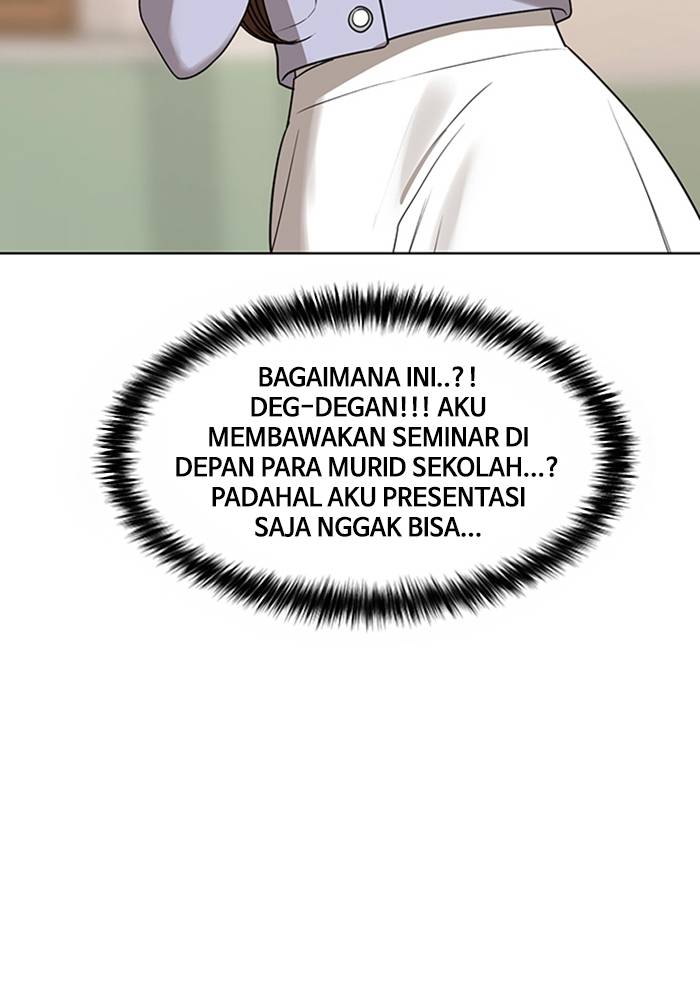 BAGAIMANA INI..?!
DEG-DEGAN!!! AKU
MEMBAWAKAN SEMINAR DI
DEPAN PARA MURID SEKOLAH...?
PADAHAL AKU PRESENTASI
SAJA NGGAK BISA...